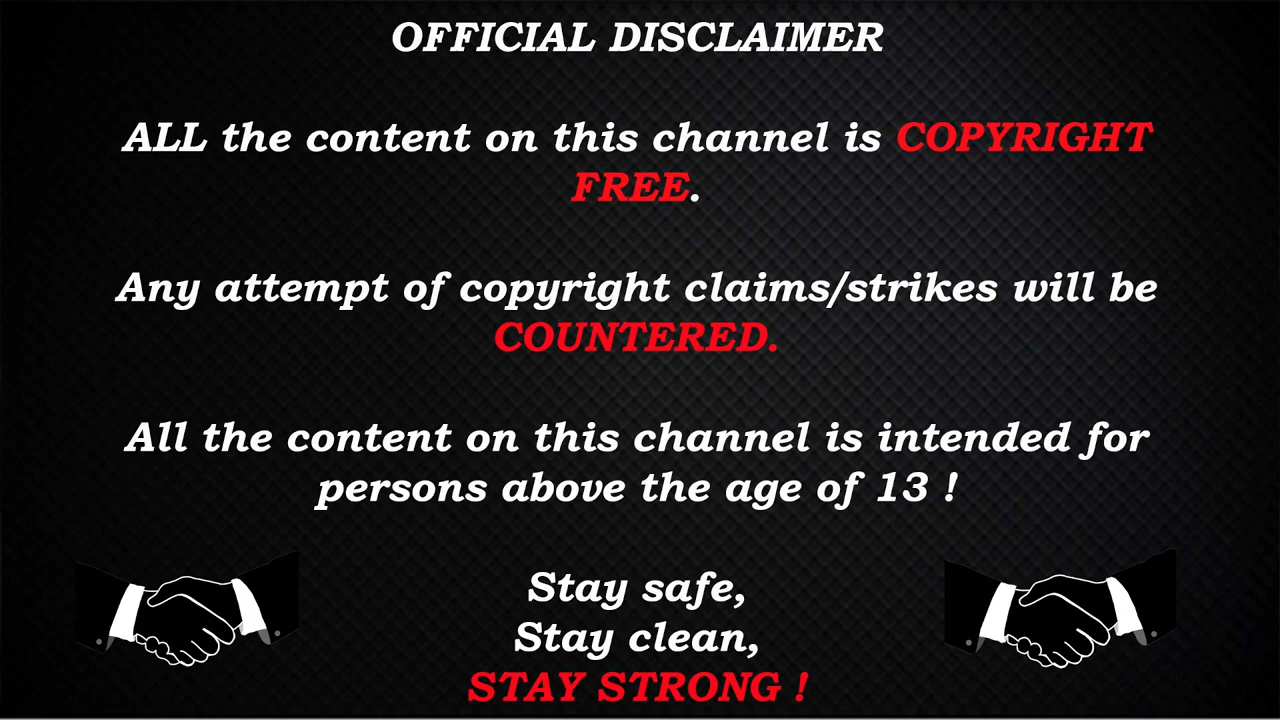 OFFICIAL DISCLAIMER
ALL the content on this channel is COPYRIGHT
FREE.
Any attempt of copyright claims/strikes will be
COUNTERED.
All the content on this channel is intended for
persons above the age of 13 !
Stay safe,
Stay clean,
STAY STRONG !